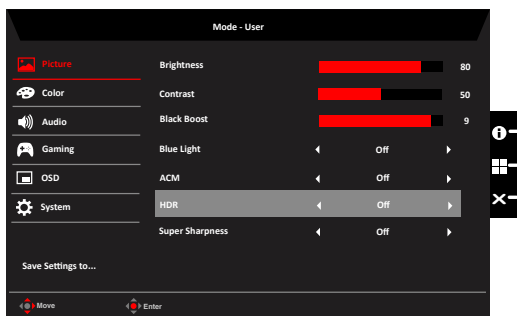 Mode - User
Picture
Color
Audio
Gaming
OSD
System
Save Settings to...
Brightness 80
Contrast 50
Black Boost 9
Blue Light Off
ACM Off
HDR Off
Super Sharpness Off
Move Enter